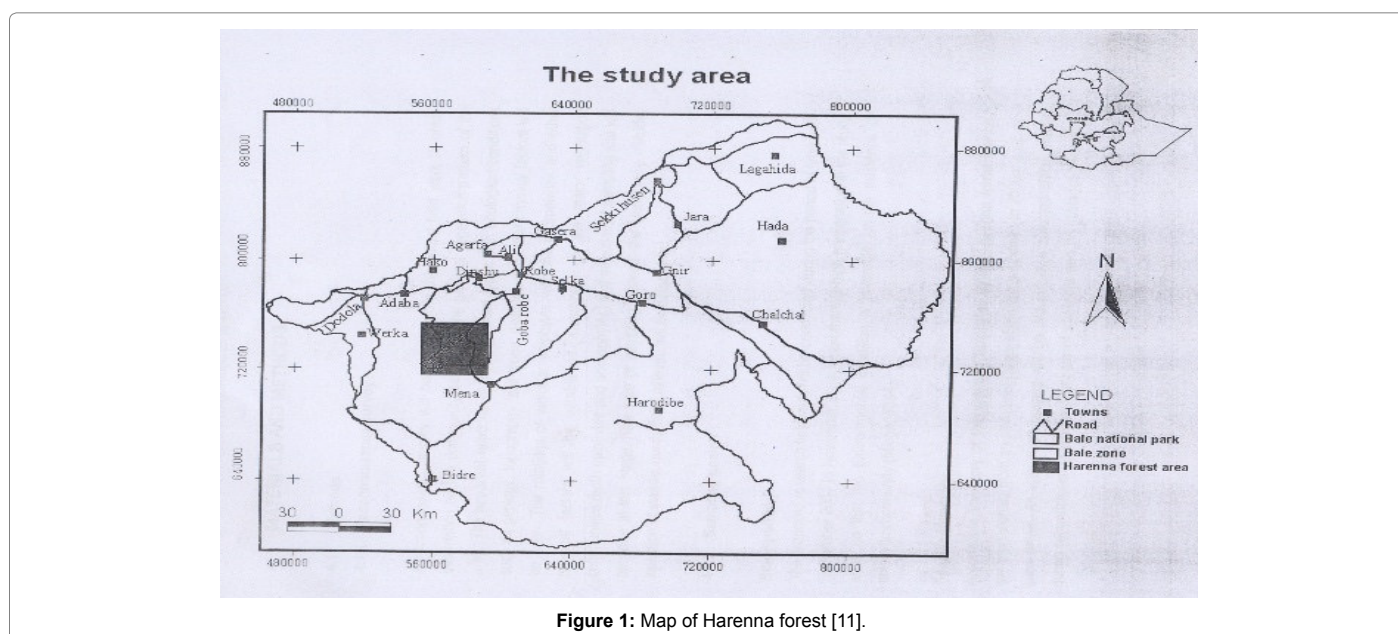 The study area
480000 560000 640000 720000 800000
880000 880000
Lagahida
Sekki husen
Jara
Hada
Gasera
Agarfa Ali
800000 800000
Hako
Dinshu Robe Ginir
Selka
Adaba Goro
Dodola
Goba robe
Chalchal
Werka
720000 720000
Mena
Harodibe
640000 640000
Bidre
30 0 30 Km
480000 560000 640000 720000 800000
N
LEGEND
Towns
Road
Bale national park
Bale zone
Harenna forest area
Figure 1: Map of Harenna forest [11].